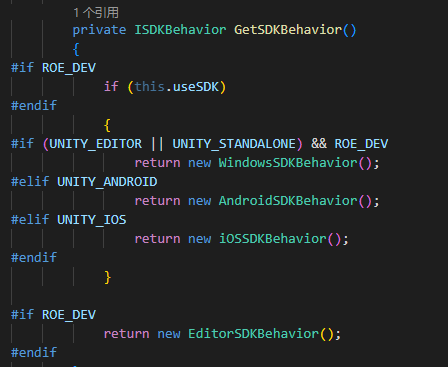 1 个引用
private ISDKBehavior GetSDKBehavior()
{
#if ROE_DEV
if (this.useSDK)
#endif
{
#if (UNITY_EDITOR || UNITY_STANDALONE) && ROE_DEV
return new WindowsSDKBehavior();
#elif UNITY_ANDROID
return new AndroidSDKBehavior();
#elif UNITY_IOS
return new iOSSDKBehavior();
#endif
}
#if ROE_DEV
return new EditorSDKBehavior();
#endif